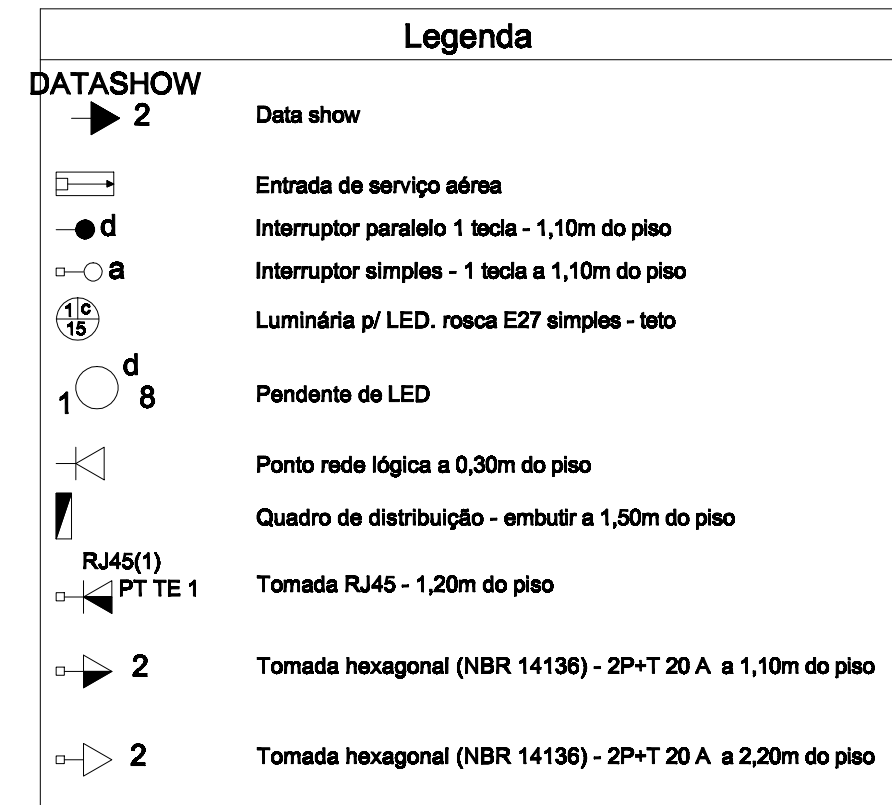 Legenda
DATASHOW
2 Data show
Entrada de serviço aérea
d Interruptor paralelo 1 tecla - 1,10m do piso
a Interruptor simples - 1 tecla a 1,10m do piso
1 c
15 Luminária p/ LED. rosca E27 simples - teto
d
1 8 Pendente de LED
Ponto rede lógica a 0,30m do piso
Quadro de distribuição - embutir a 1,50m do piso
RJ45(1)
PT TE 1 Tomada RJ45 - 1,20m do piso
2 Tomada hexagonal (NBR 14136) - 2P+T 20 A a 1,10m do piso
2 Tomada hexagonal (NBR 14136) - 2P+T 20 A a 2,20m do piso